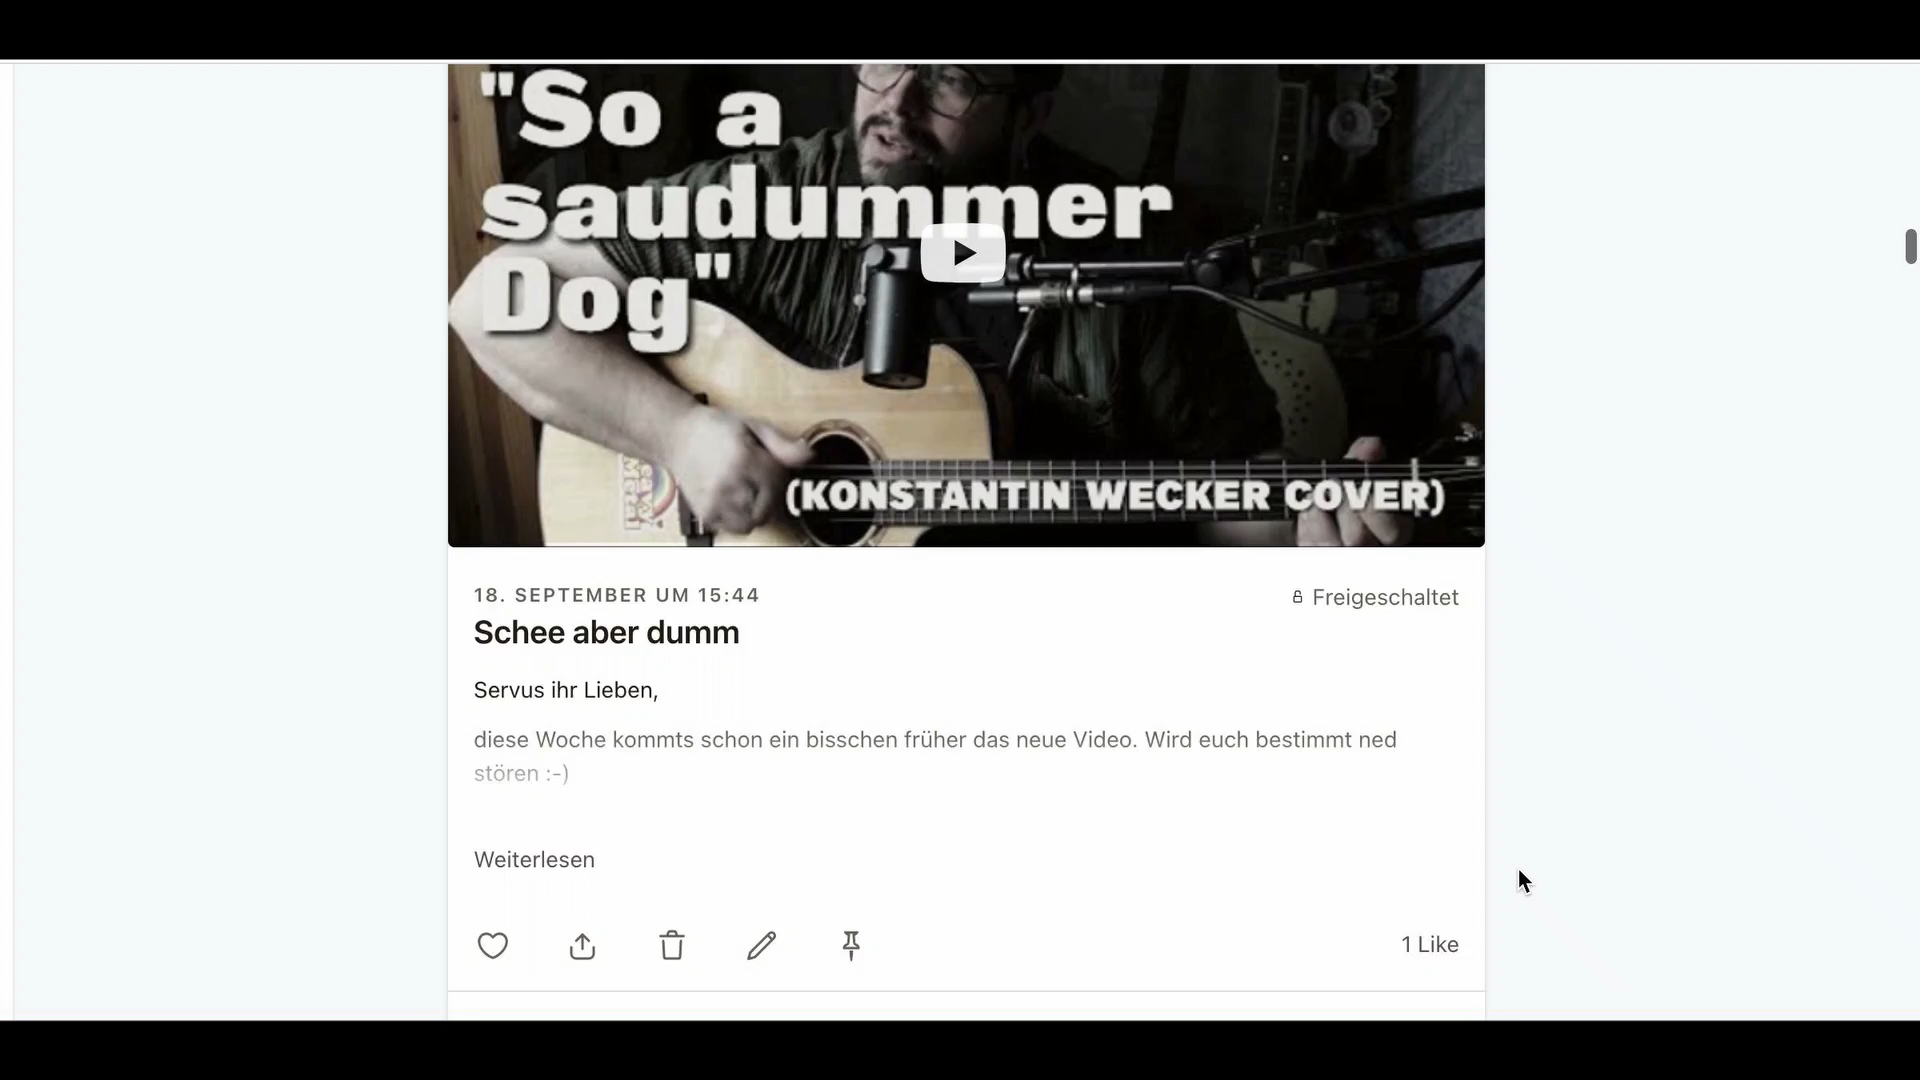 "So a
saudummer
Dog"
(KONSTANTIN WECKER COVER)
18. SEPTEMBER UM 15:44
Freigeschaltet
Schee aber dumm
Servus ihr Lieben,
diese Woche kommts schon ein bisschen früher das neue Video. Wird euch bestimmt ned
stören :-)
Weiterlesen
1 Like